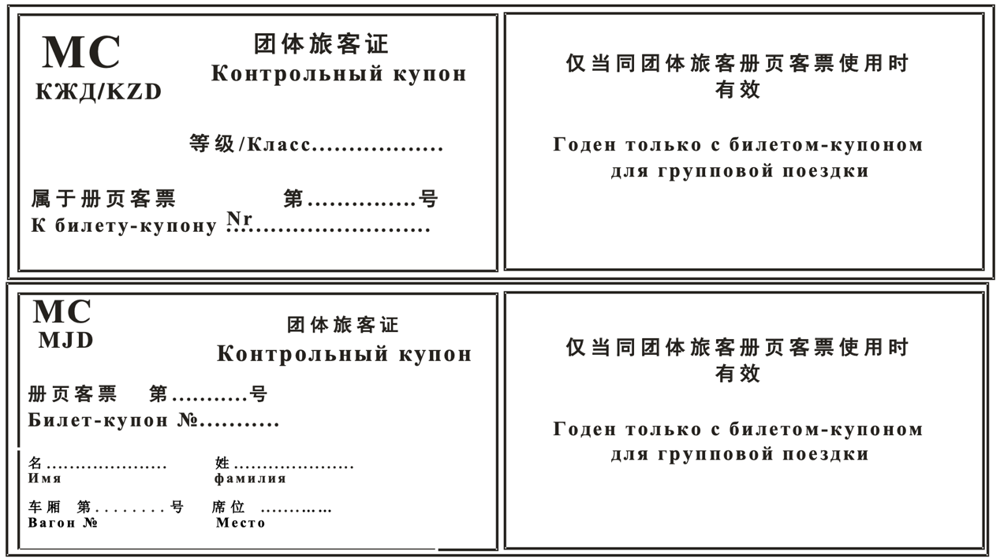 МС
КЖД/KZD
团体旅客证
Контрольный купон
等级/Класс..................
属于册页客票 第...............号
К билету-купону Nr............................
仅当同团体旅客册页客票使用时
有效
Годен только с билетом-купоном
для групповой поездки
МС
MJD
团体旅客证
Контрольный купон
册页客票 第...........号
Билет-купон №...........
名..................... 姓.....................
Имя фамилия
车厢 第........号 席位 ............
Вагон № Место
仅当同团体旅客册页客票使用时
有效
Годен только с билетом-купоном
для групповой поездки